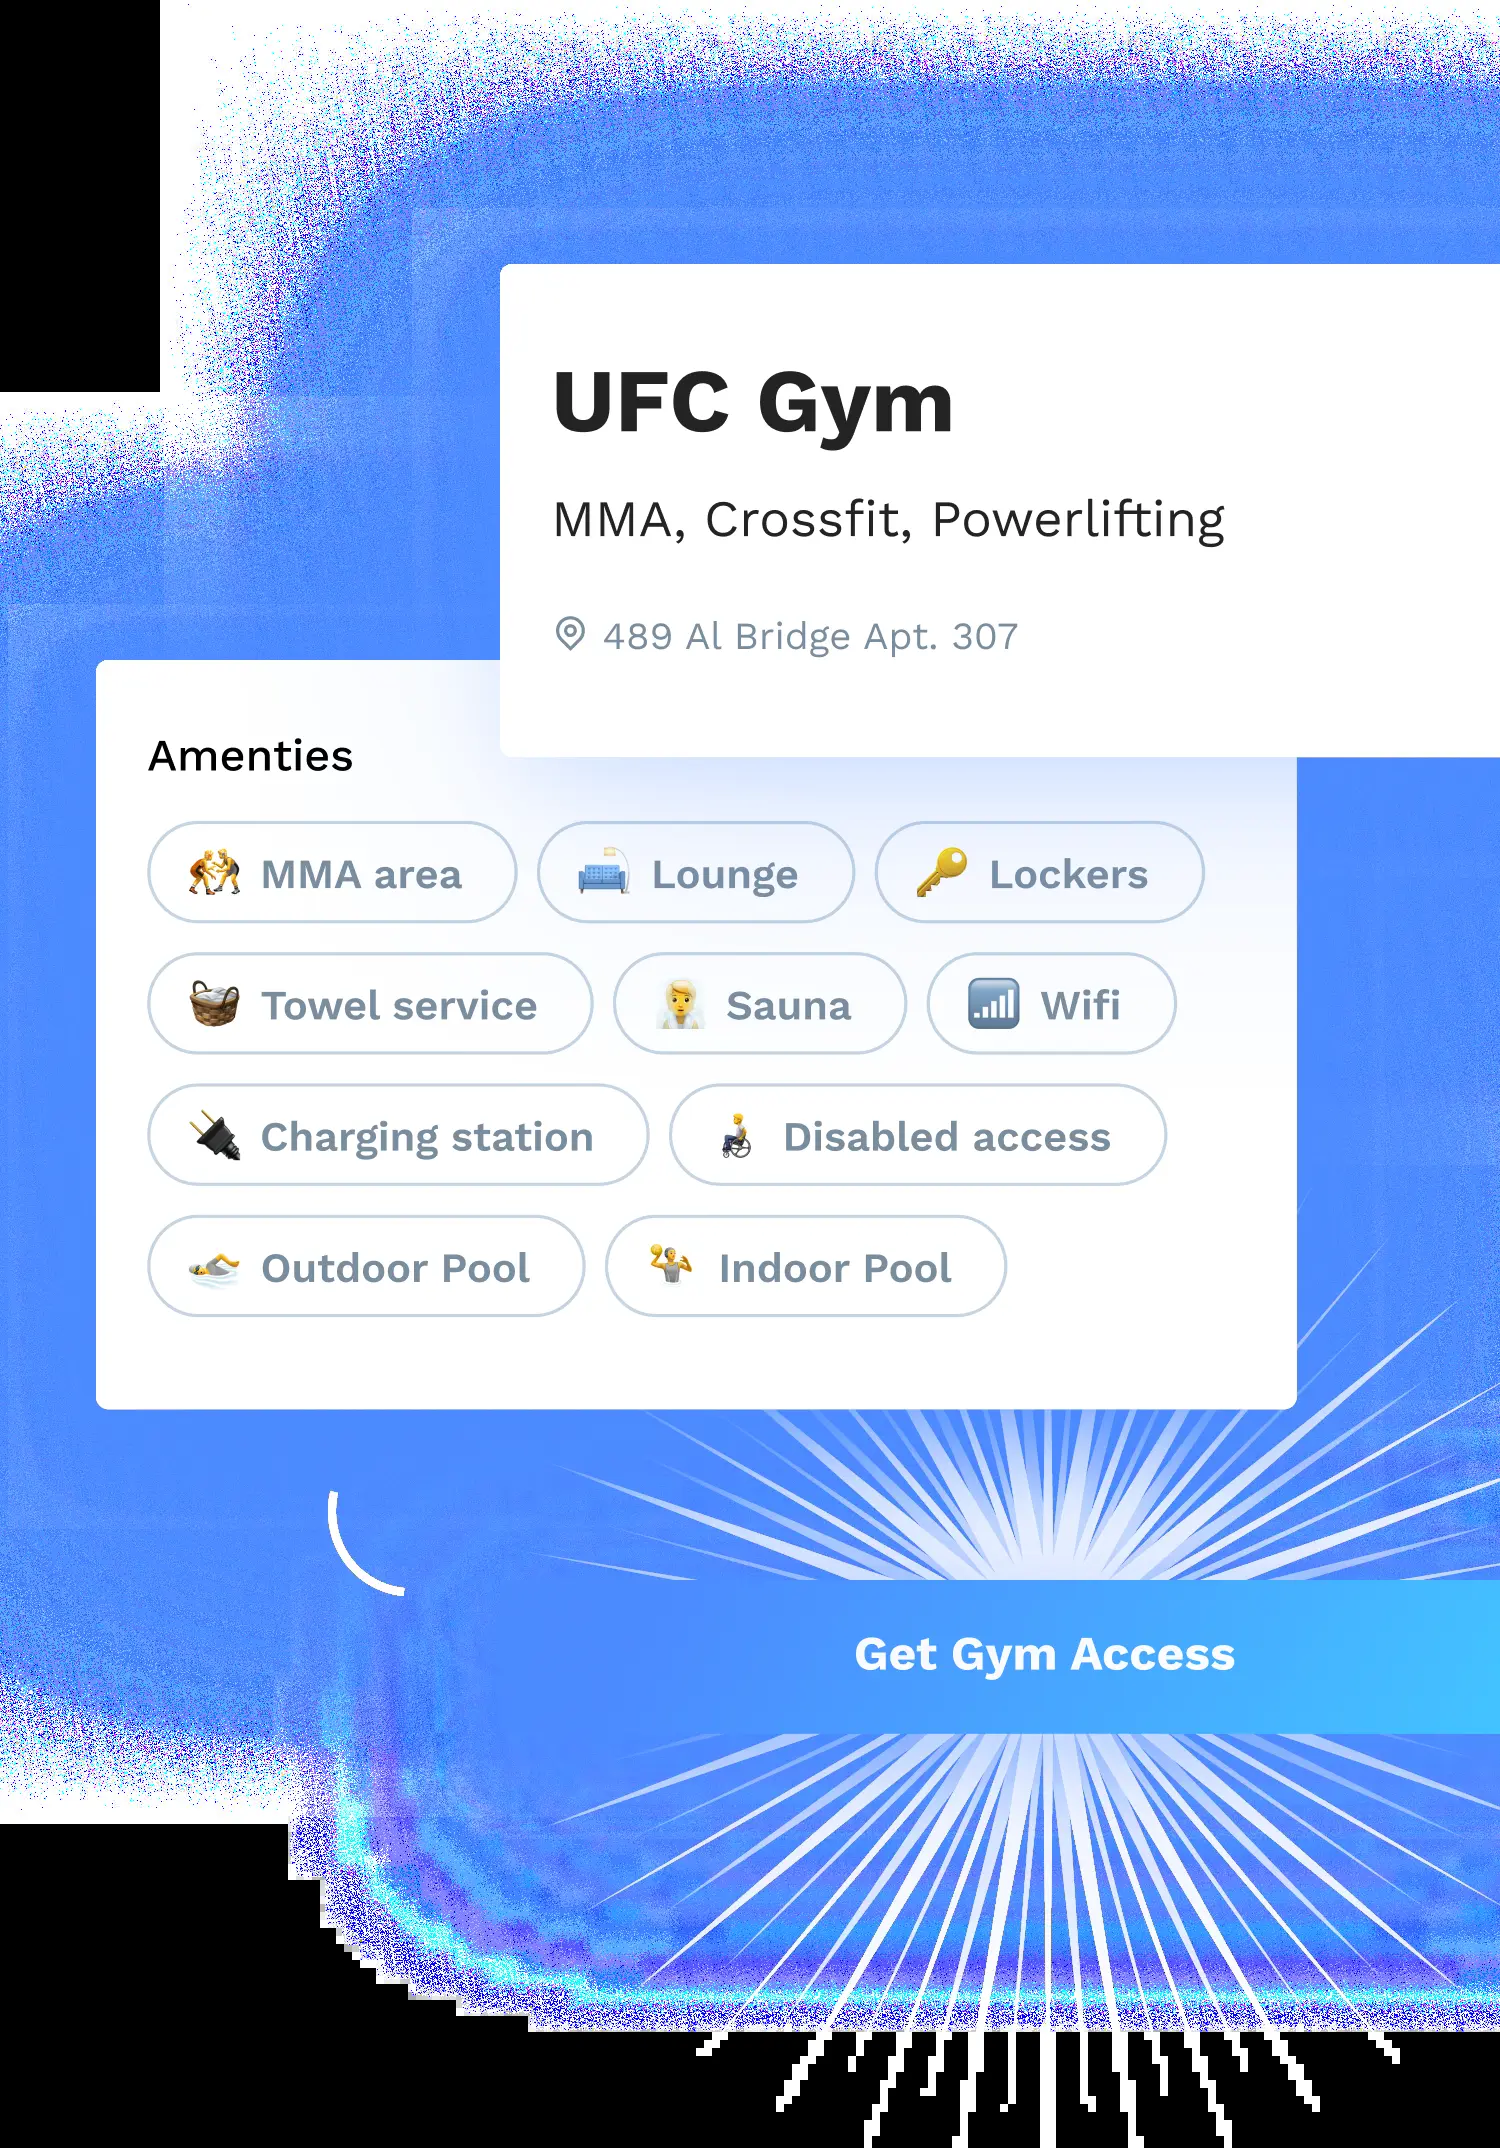 UFC Gym
MMA, Crossfit, Powerlifting
489 Al Bridge Apt. 307
Amenties
MMA area Lounge Lockers
Towel service Sauna Wifi
Charging station Disabled access
Outdoor Pool Indoor Pool
Get Gym Access